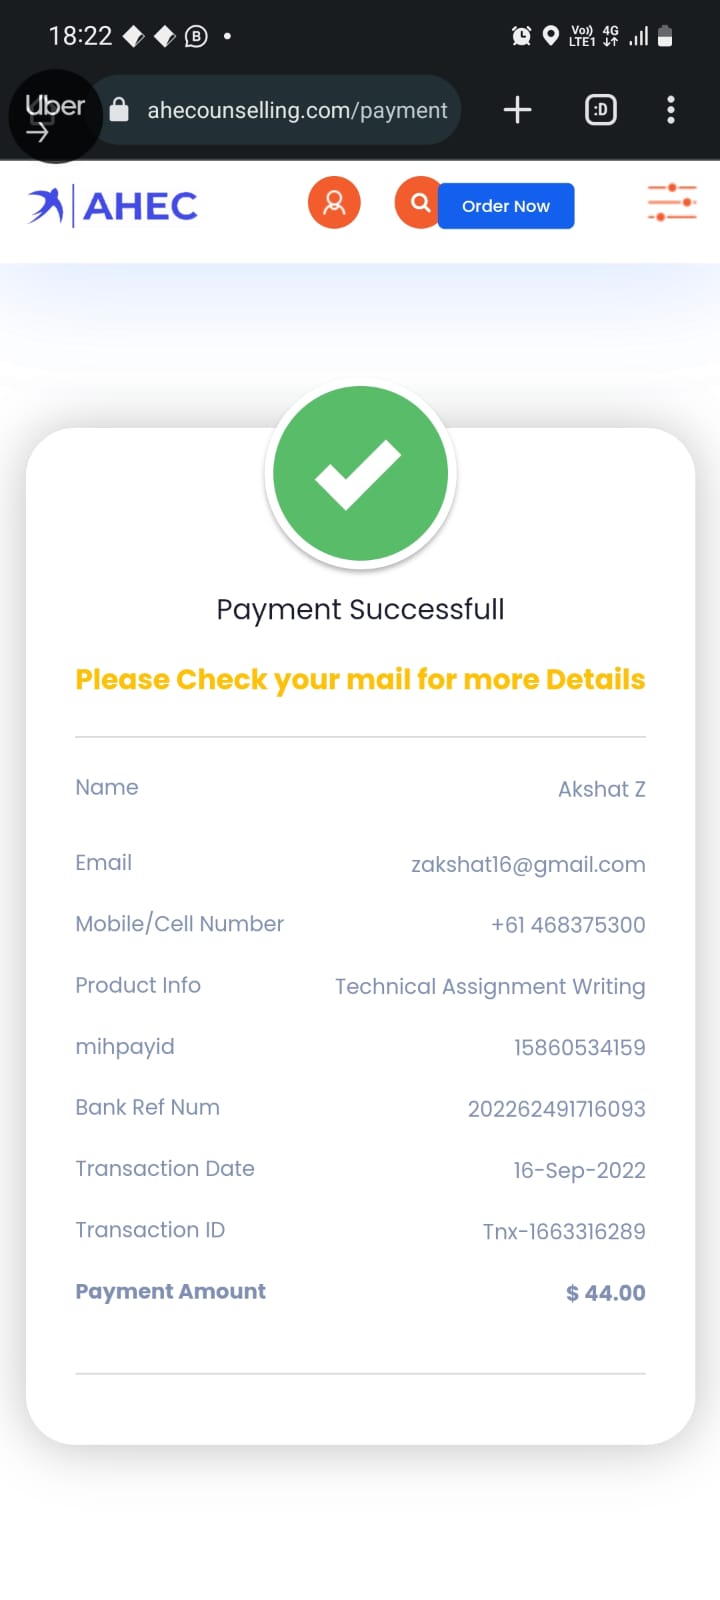 18:22
Vo)) LTE1 4G
Uber
ahecounselling.com/payment
:D
AHEC
Order Now
Payment Successfull
Please Check your mail for more Details
Name Akshat Z
Email zakshat16@gmail.com
Mobile/Cell Number +61 468375300
Product Info Technical Assignment Writing
mihpayid 15860534159
Bank Ref Num 202262491716093
Transaction Date 16-Sep-2022
Transaction ID Tnx-1663316289
Payment Amount $ 44.00